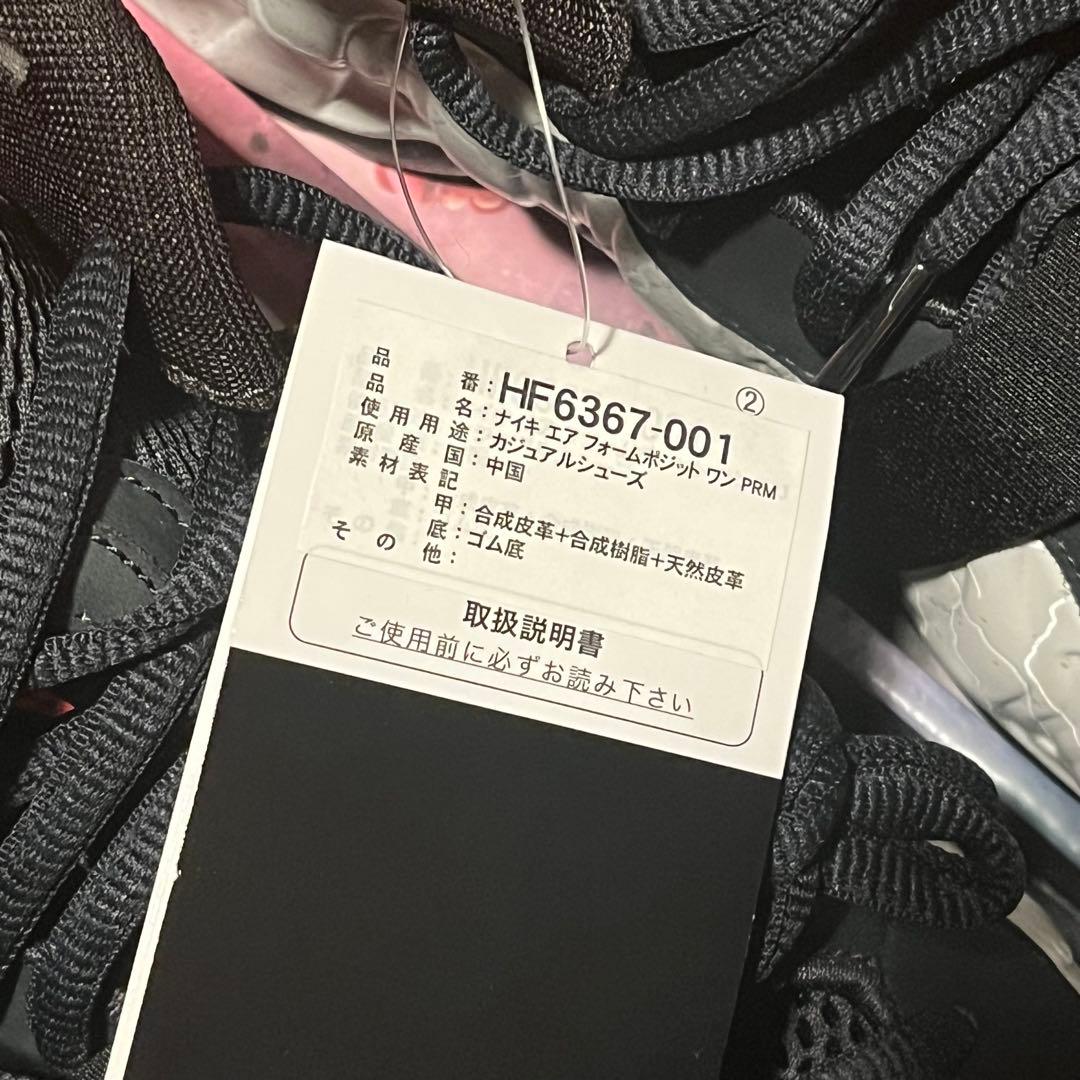 ②
品番：HF6367-001
品名：ナイキ エア フォームポジット ワン PRM
使用用途：カジュアルシューズ
原産国：中国
素材表記
甲：合成皮革＋合成樹脂＋天然皮革
底：ゴム底
その他：
取扱説明書
ご使用前に必ずお読み下さい